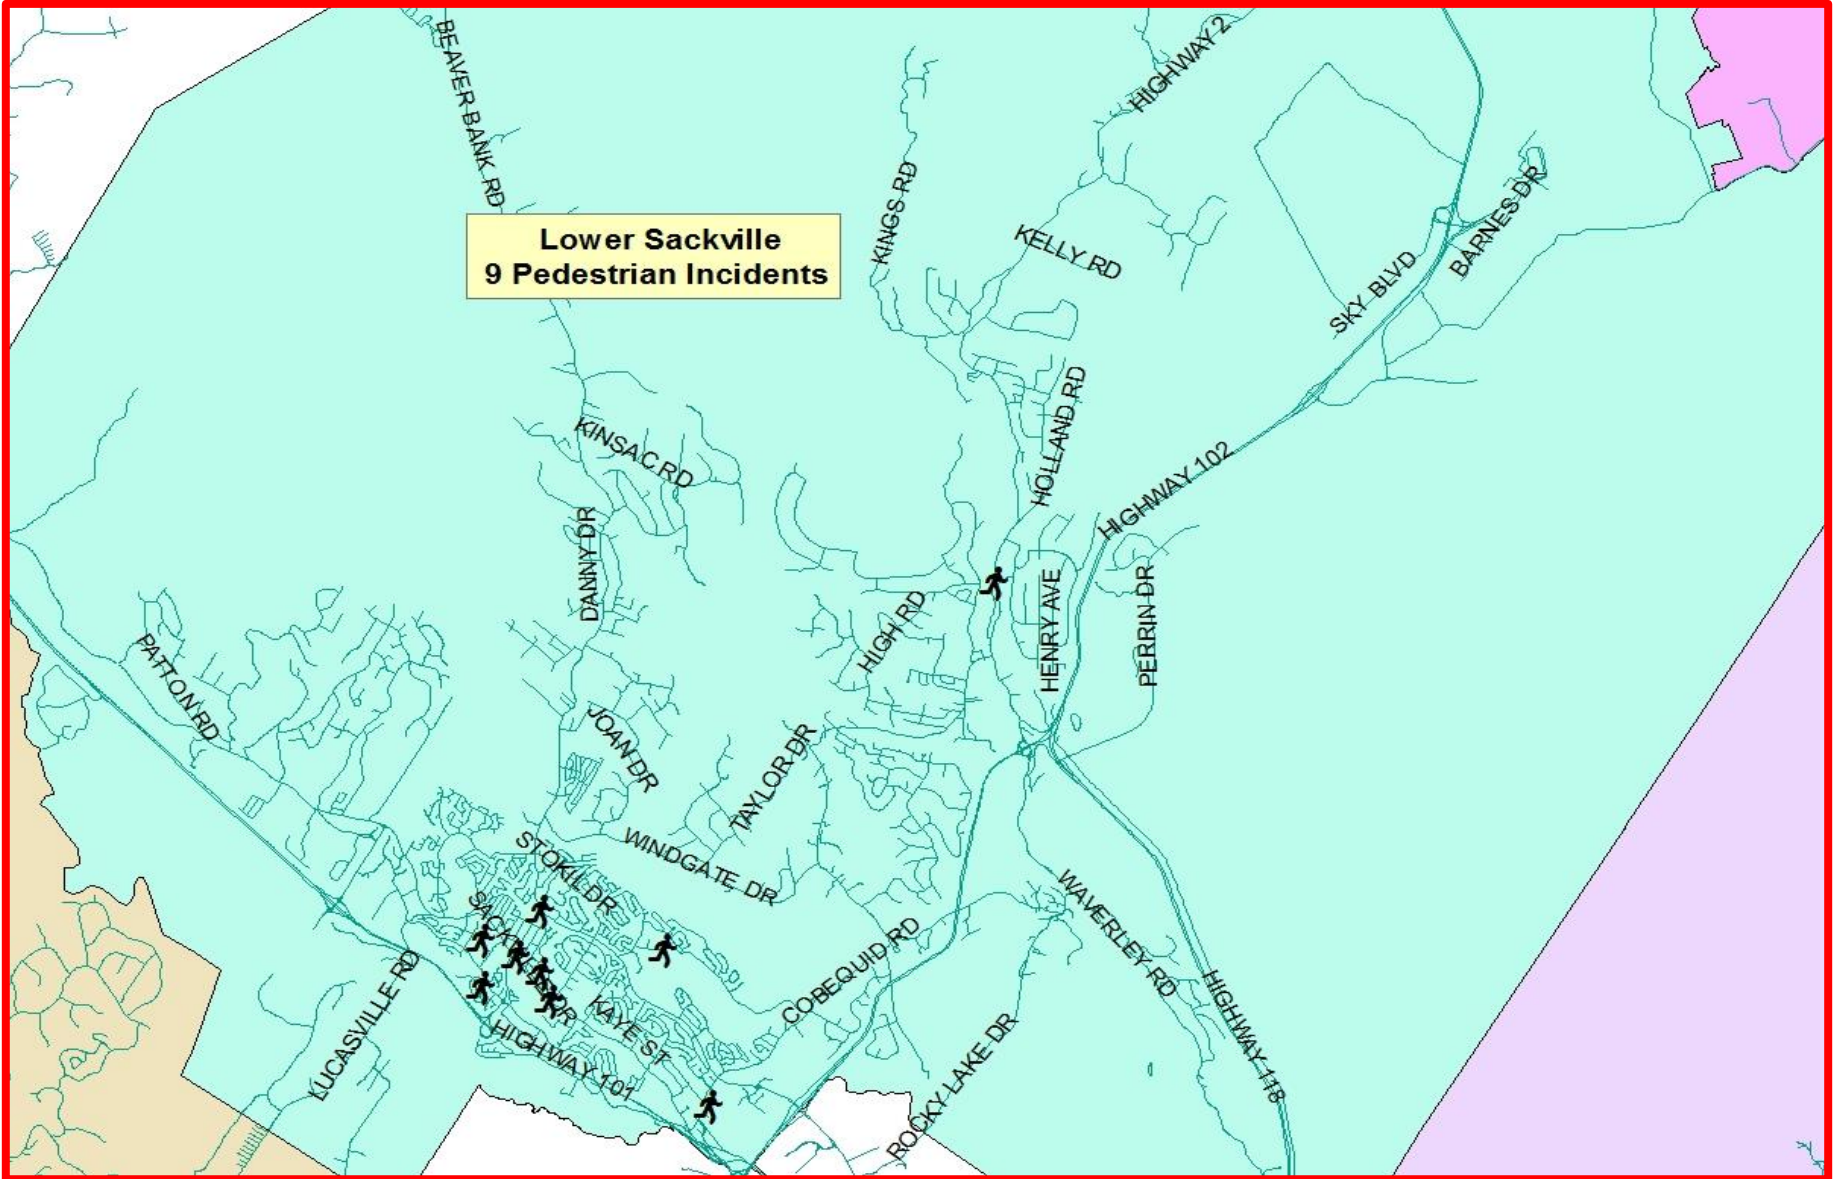 BEAVER BANK RD
HIGHWAY 2
KINGS RD
BARNES DR
Lower Sackville
9 Pedestrian Incidents
KELLY RD
SKY BLVD
HOLLAND RD
KINSAC RD
HIGHWAY 102
DANNY DR
HENRY AVE
PERRIN DR
HIGH RD
PATTON RD
JOAN DR
TAYLOR DR
STOKIL DR
WINDGATE DR
SACKVILLE DR
WAVERLEY RD
COBEQUID RD
LUCASVILLE RD
KAYE ST
HIGHWAY 118
HIGHWAY 101
ROCKY LAKE DR